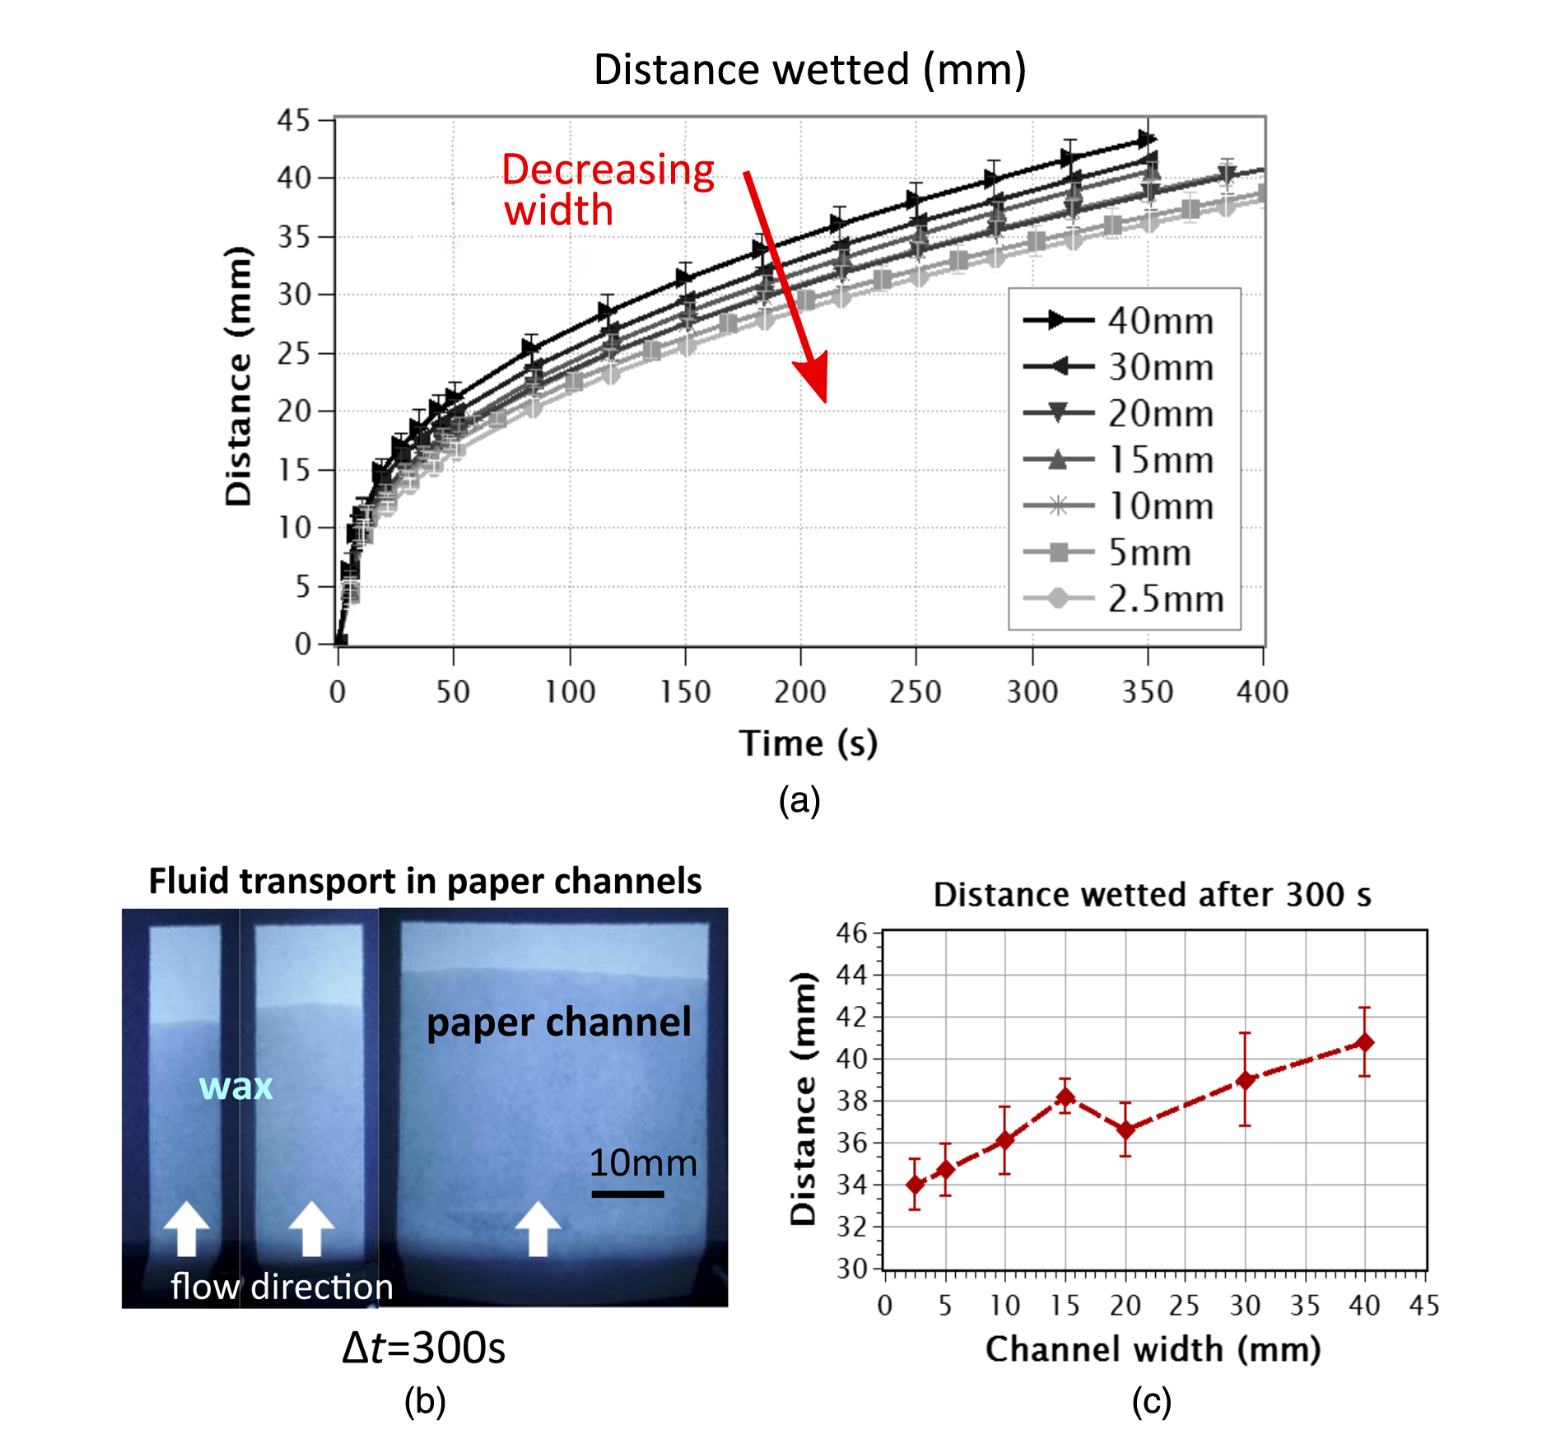 Distance wetted (mm)
45
40
35
30
25
20
15
10
5
0
Distance (mm)
Decreasing
width
40mm
30mm
20mm
15mm
10mm
5mm
2.5mm
0 50 100 150 200 250 300 350 400
Time (s)
(a)
Fluid transport in paper channels
paper channel
wax
10mm
flow direction
Δt=300s
(b)
Distance wetted after 300 s
46
44
42
40
38
36
34
32
30
Distance (mm)
0 5 10 15 20 25 30 35 40 45
Channel width (mm)
(c)